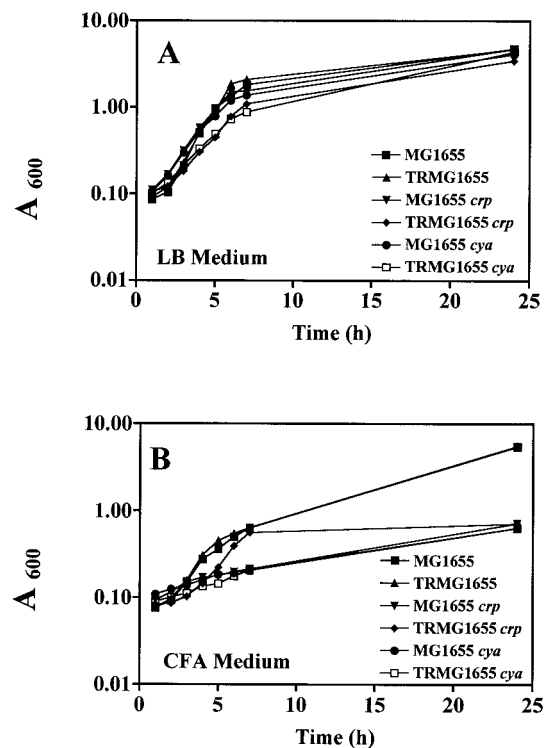 A
10.00
1.00
0.10
0.01
A 600
MG1655
TRMG1655
MG1655 crp
TRMG1655 crp
MG1655 cya
TRMG1655 cya
LB Medium
0 5 10 15 20 25
Time (h)
B
10.00
1.00
0.10
0.01
A 600
MG1655
TRMG1655
MG1655 crp
TRMG1655 crp
MG1655 cya
TRMG1655 cya
CFA Medium
0 5 10 15 20 25
Time (h)